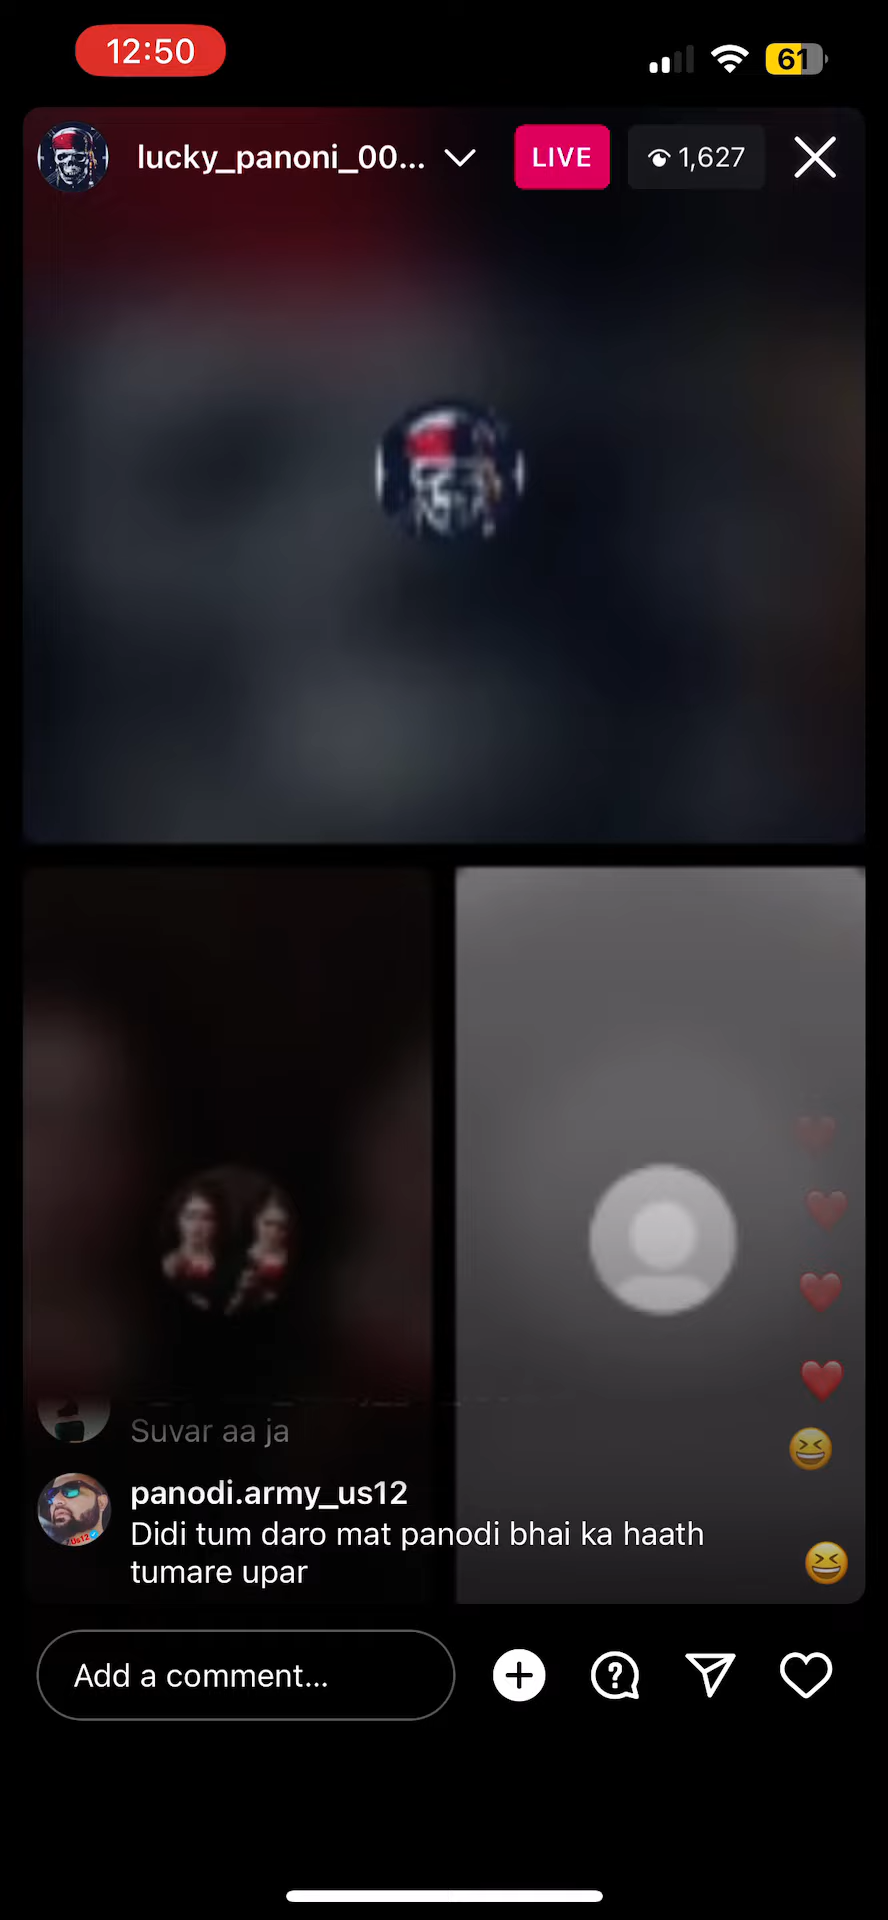 12:50
61
lucky_panoni_00...
LIVE
1,627
Suvar aa ja
panodi.army_us12
Didi tum daro mat panodi bhai ka haath
tumare upar
Add a comment...